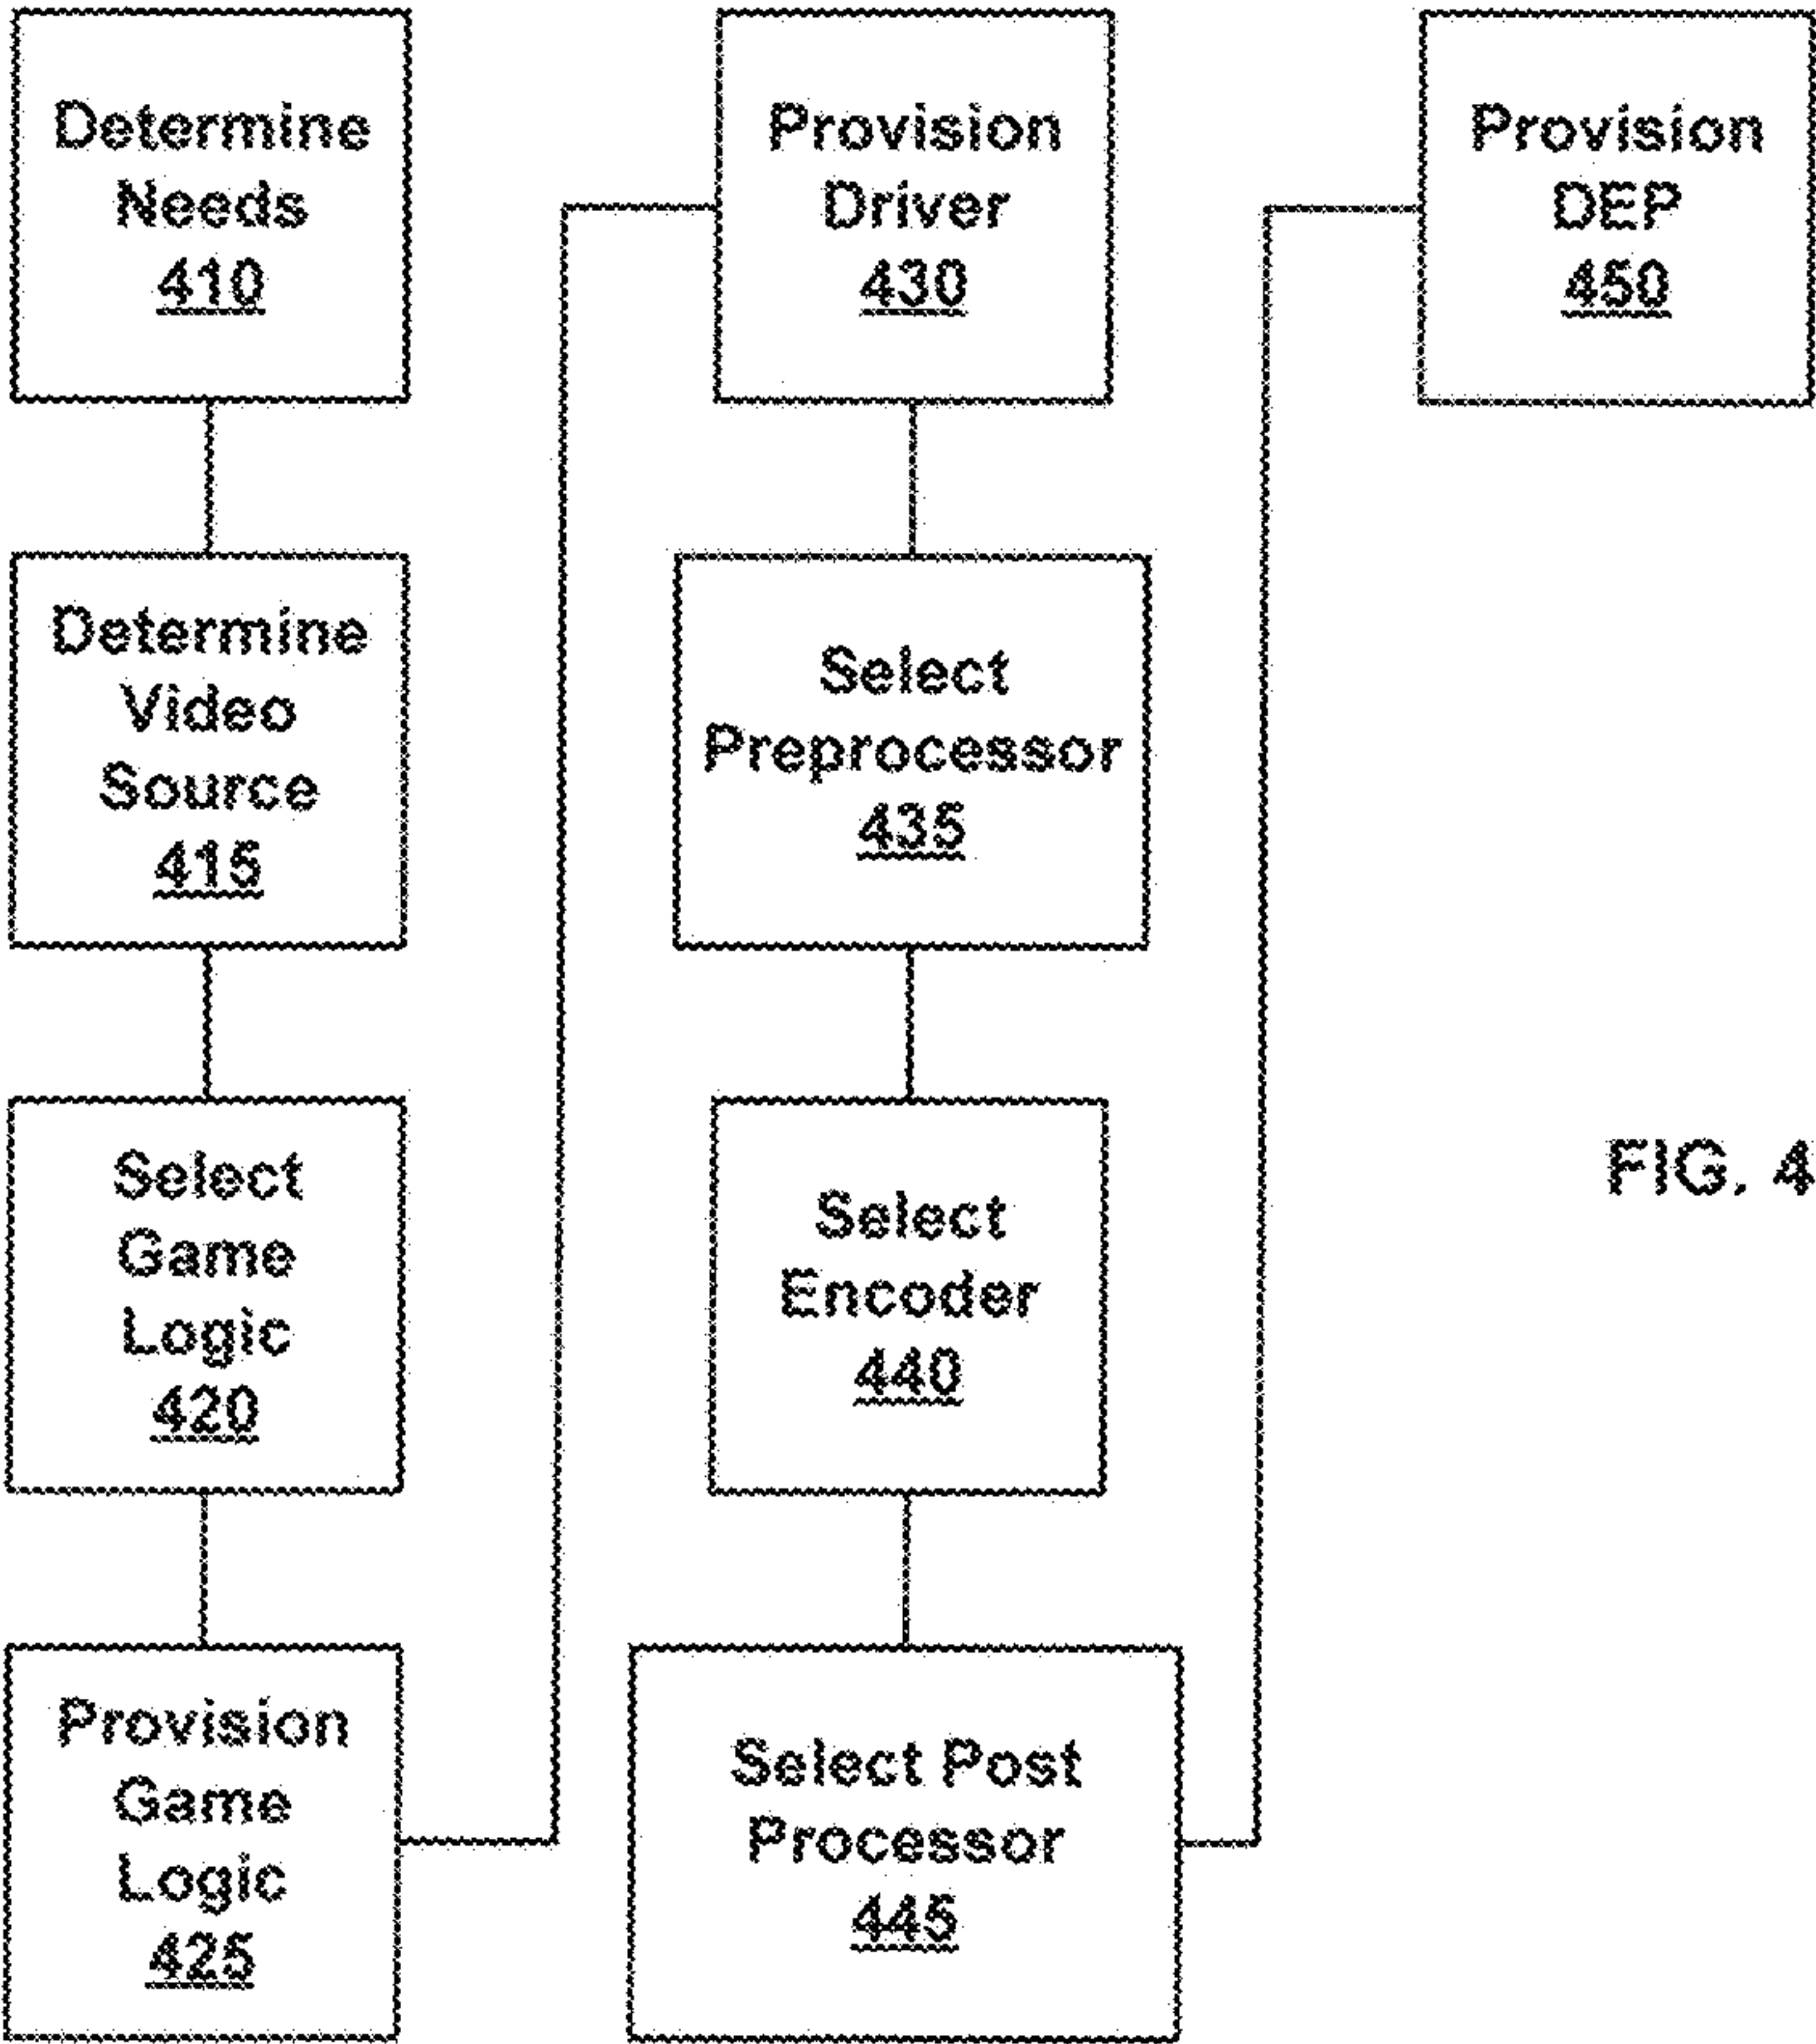 Determine
Needs
410
Determine
Video
Source
415
Select
Game
Logic
420
Provision
Game
Logic
425
Provision
Driver
430
Select
Preprocessor
435
Select
Encoder
440
Select Post
Processor
445
Provision
DEP
450
FIG. 4